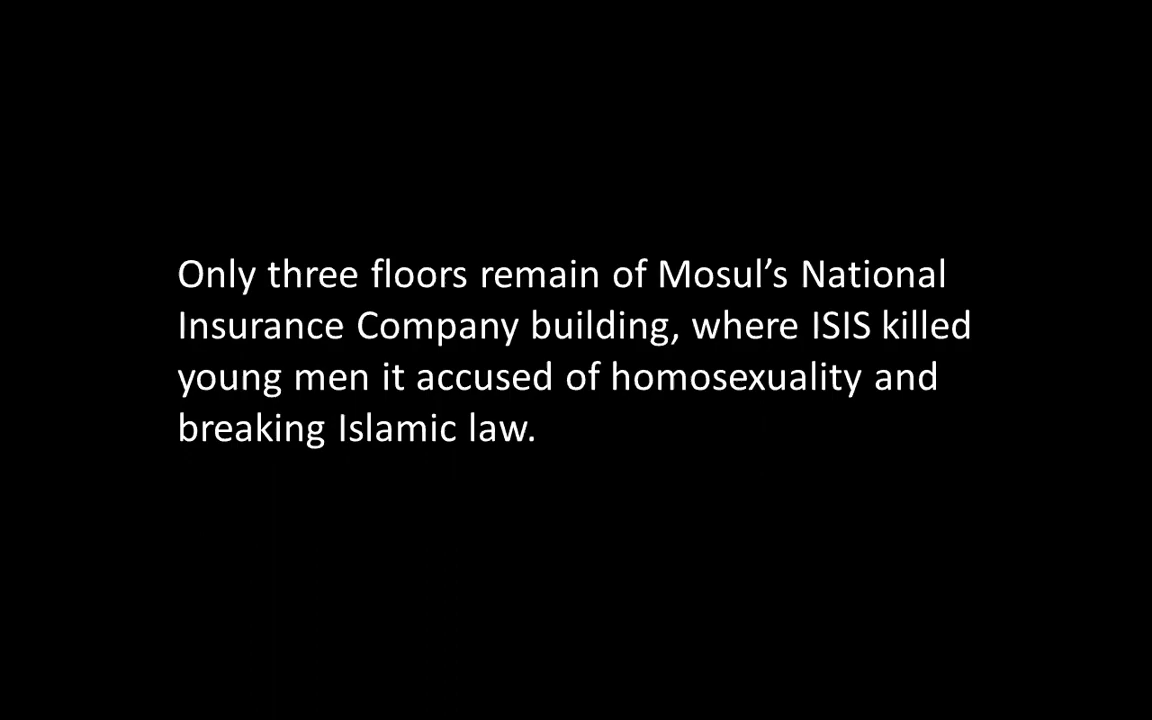 Only three floors remain of Mosul’s National
Insurance Company building, where ISIS killed
young men it accused of homosexuality and
breaking Islamic law.